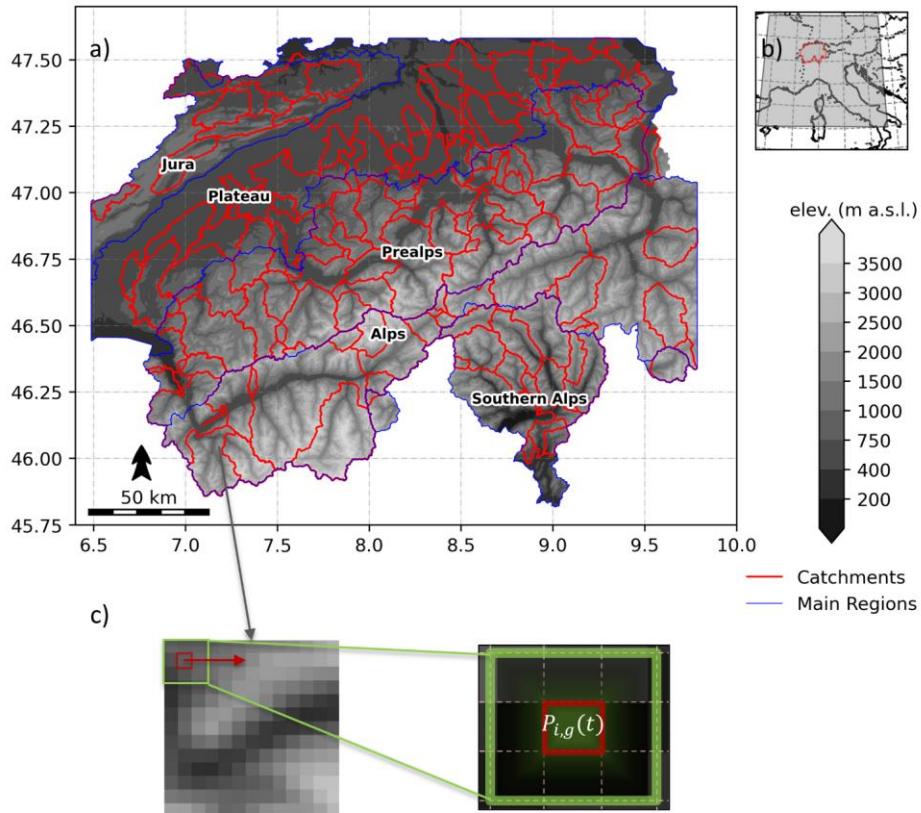 a)
b)
47.50
47.25
47.00
46.75
46.50
46.25
46.00
45.75
Jura
Plateau
Prealps
Alps
Southern Alps
50 km
6.5 7.0 7.5 8.0 8.5 9.0 9.5 10.0
elev. (m a.s.l.)
3500
3000
2500
2000
1500
1000
750
400
200
Catchments
Main Regions
c)
P_{i,g}(t)